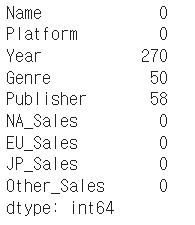 Name 0
Platform 0
Year 270
Genre 50
Publisher 58
NA_Sales 0
EU_Sales 0
JP_Sales 0
Other_Sales 0
dtype: int64